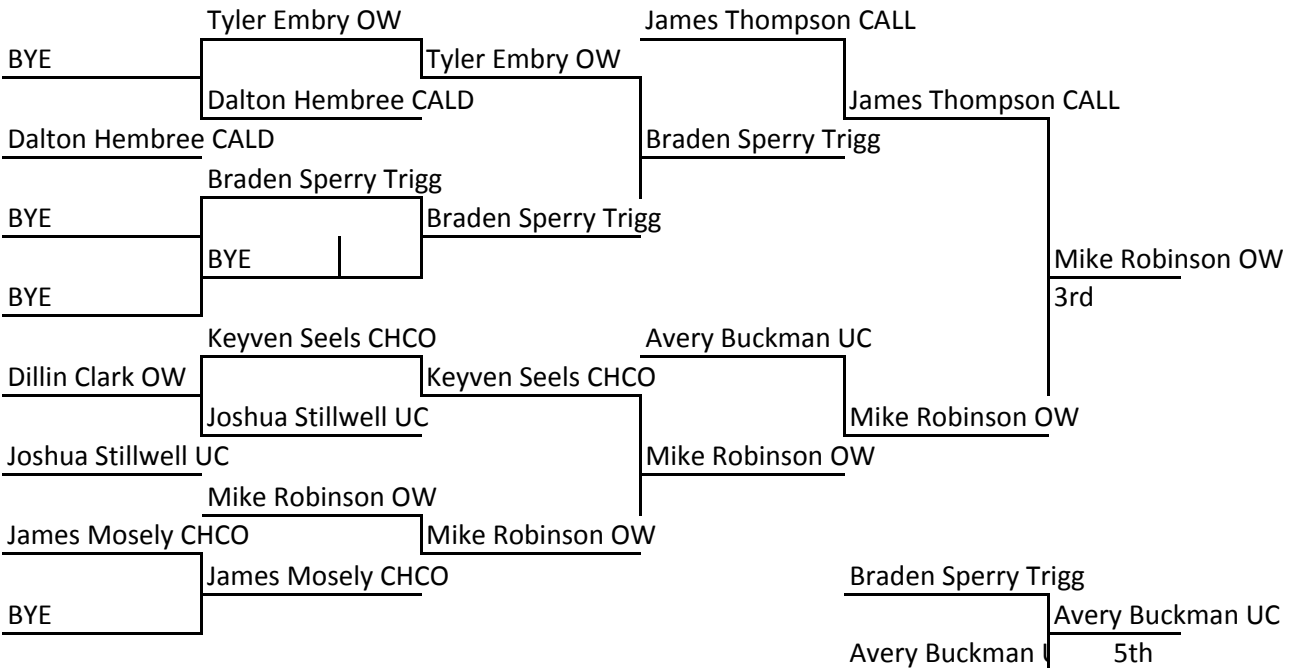 Tyler Embry OW
James Thompson CALL
BYE
Tyler Embry OW
Dalton Hembree CALD
James Thompson CALL
Dalton Hembree CALD
Braden Sperry Trigg
Braden Sperry Trigg
BYE
Braden Sperry Trigg
BYE
Mike Robinson OW
BYE
3rd
Keyven Seels CHCO
Avery Buckman UC
Dillin Clark OW
Keyven Seels CHCO
Joshua Stillwell UC
Mike Robinson OW
Joshua Stillwell UC
Mike Robinson OW
Mike Robinson OW
James Mosely CHCO
Mike Robinson OW
James Mosely CHCO
Braden Sperry Trigg
BYE
Avery Buckman UC
Avery Buckman
5th